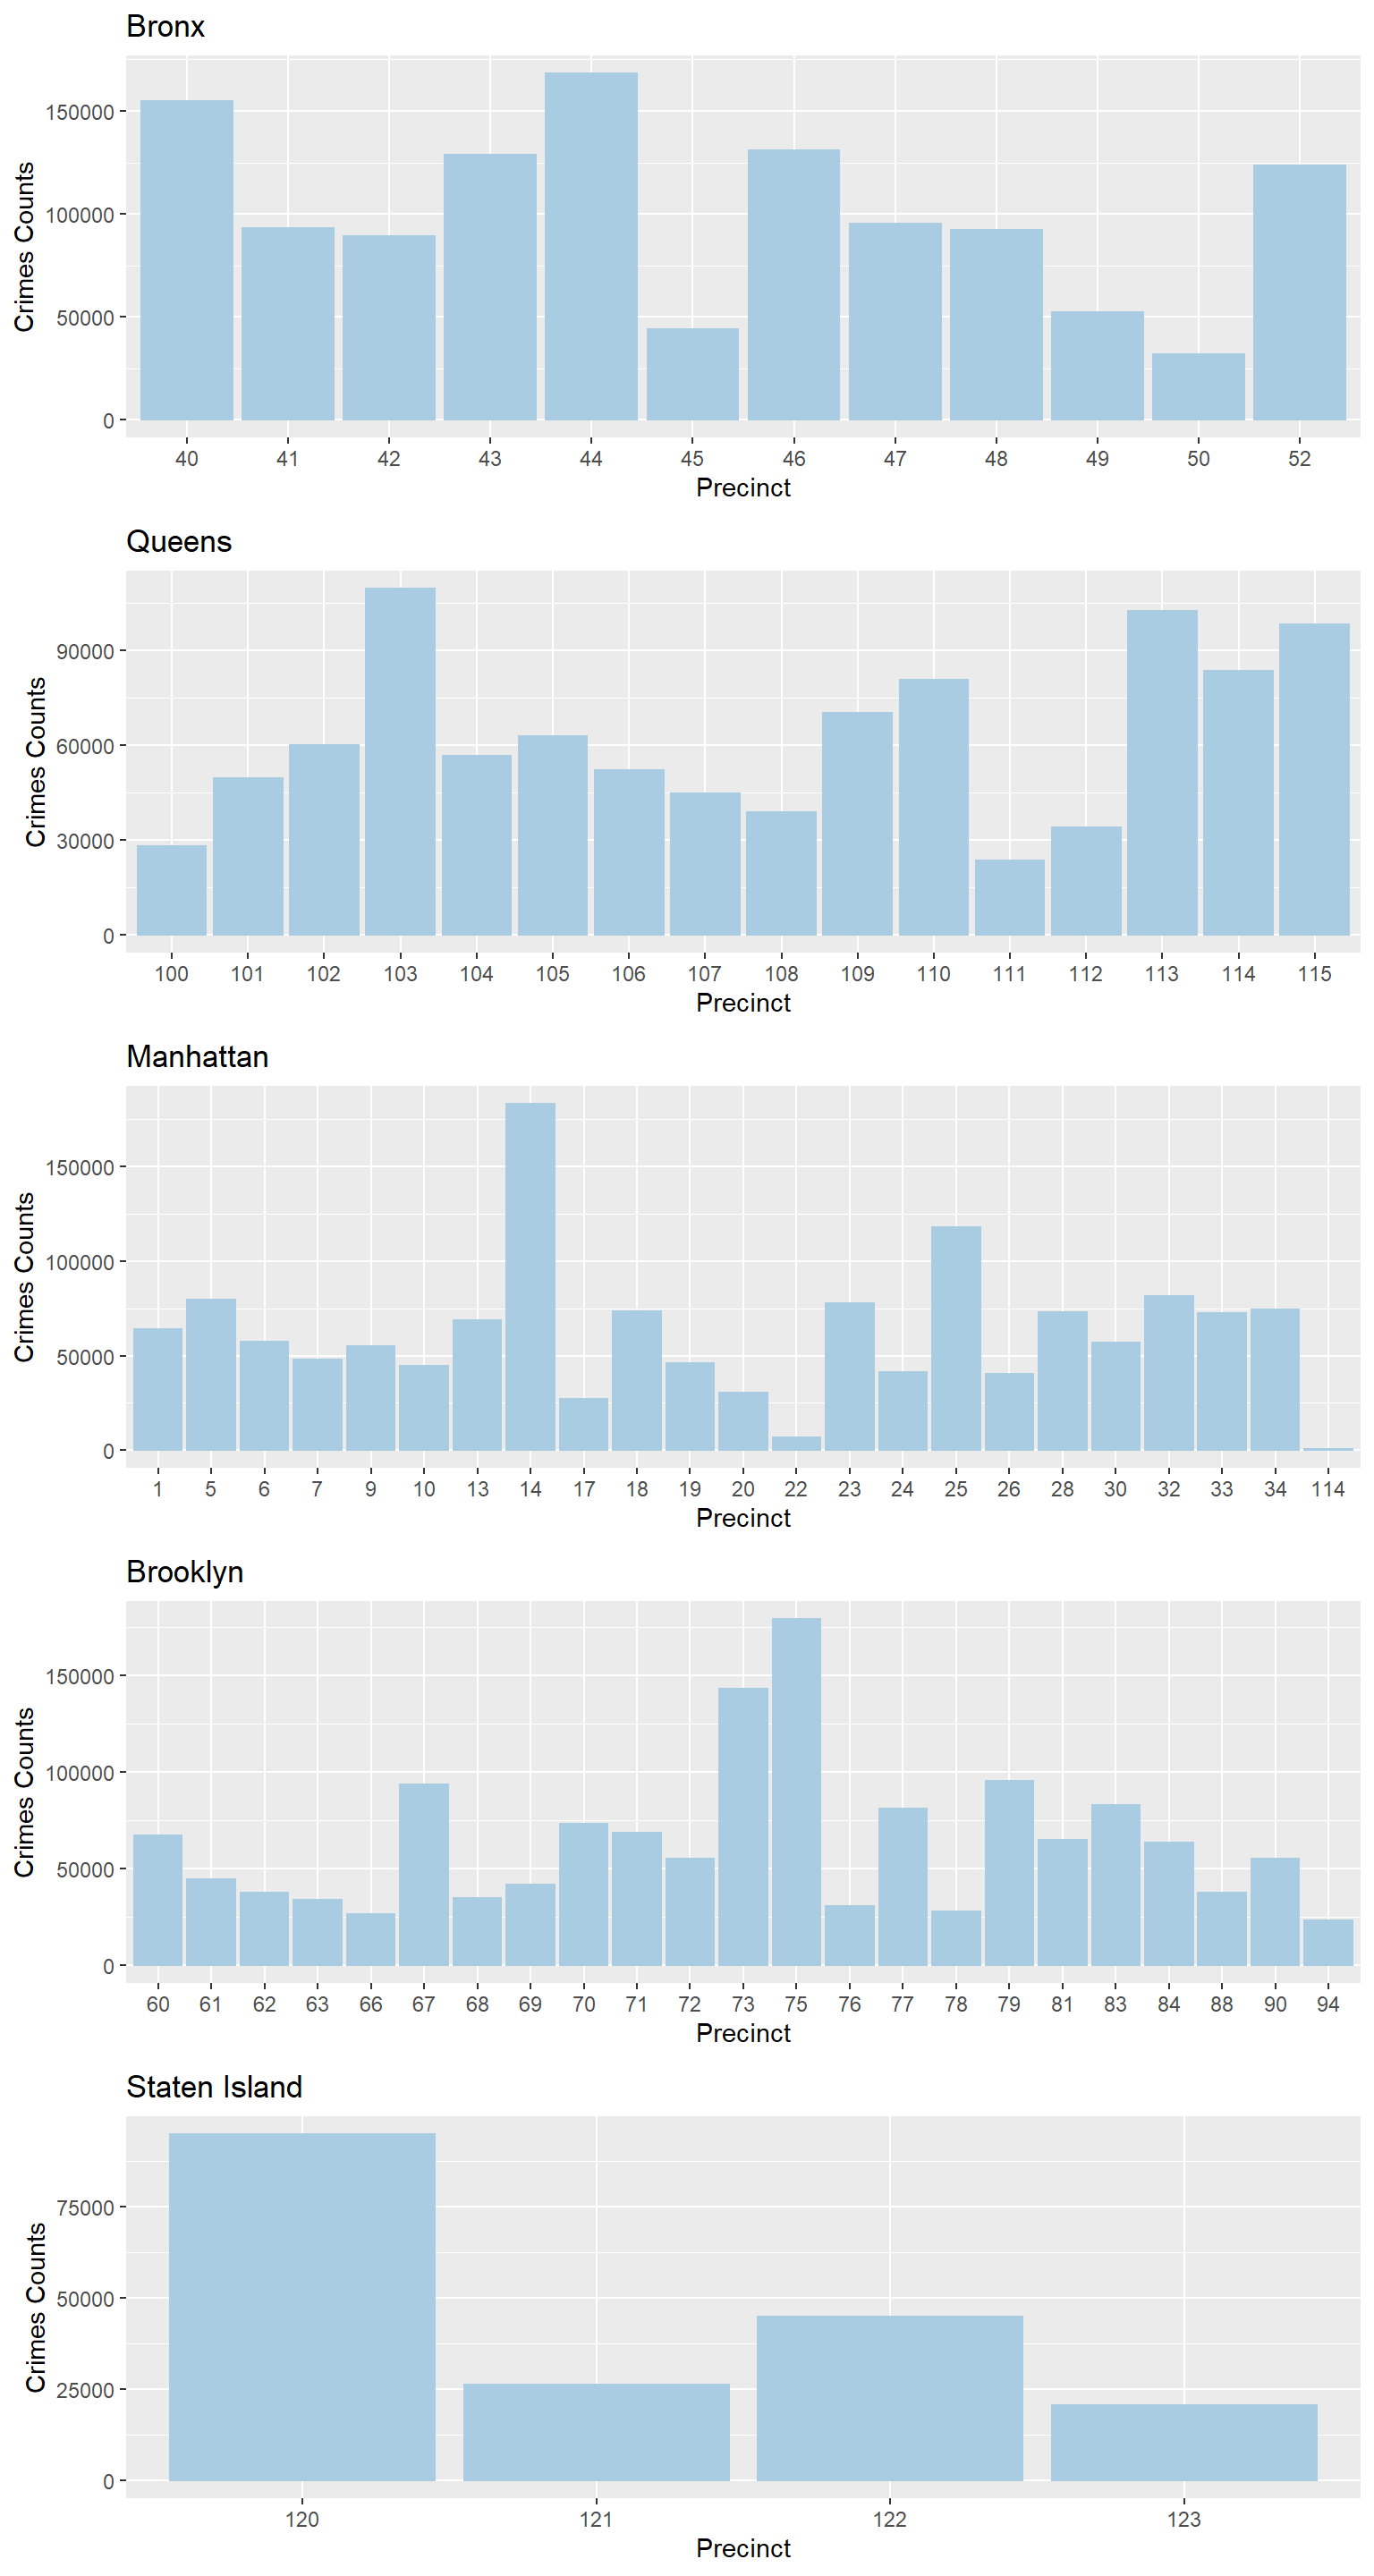 Bronx
Crimes Counts
150000
100000
50000
0
40 41 42 43 44 45 46 47 48 49 50 52
Precinct
Queens
Crimes Counts
90000
60000
30000
0
100 101 102 103 104 105 106 107 108 109 110 111 112 113 114 115
Precinct
Manhattan
Crimes Counts
150000
100000
50000
0
1 5 6 7 9 10 13 14 17 18 19 20 22 23 24 25 26 28 30 32 33 34 114
Precinct
Brooklyn
Crimes Counts
150000
100000
50000
0
60 61 62 63 66 67 68 69 70 71 72 73 75 76 77 78 79 81 83 84 88 90 94
Precinct
Staten Island
Crimes Counts
75000
50000
25000
0
120 121 122 123
Precinct